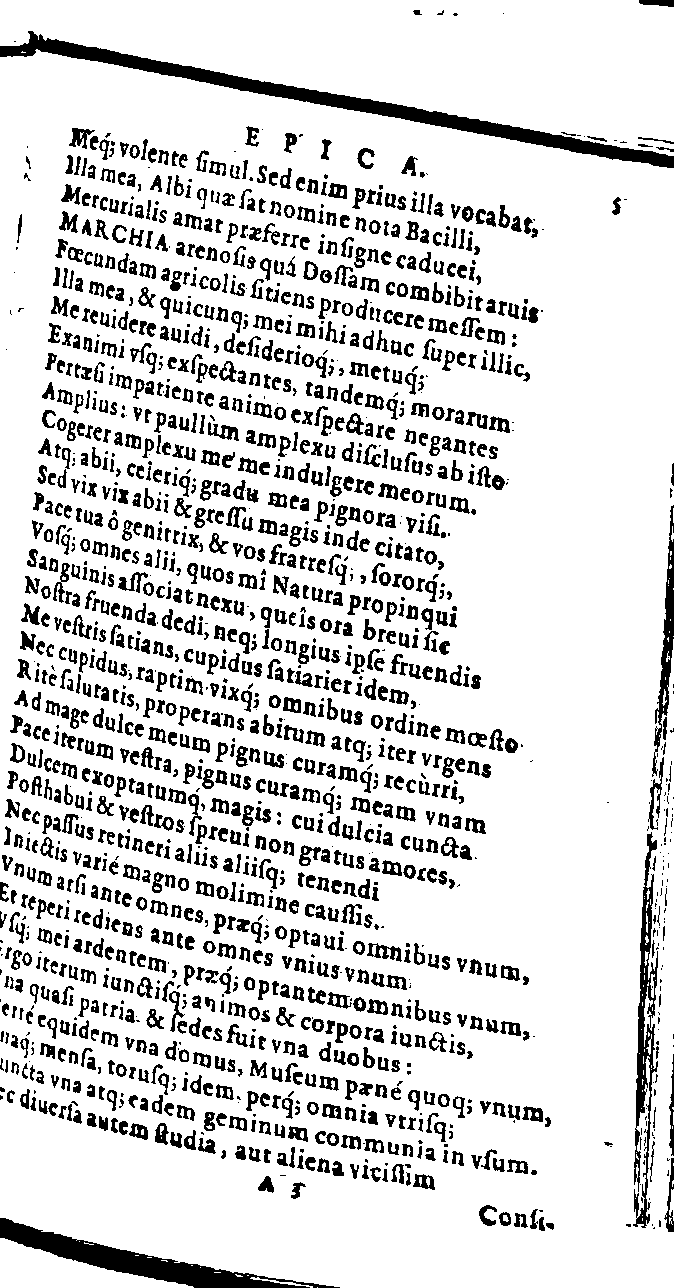 EPICA. 5
Meq́; volente ſimul. Sed enim prius illa vocabat,
Illa mea, Albi quæ ſat nomine nota Bacilli,
Mercurialis amat præferre inſigne caducei,
MARCHIA arenoſis quá Doſſam combibit aruis
Fœcundam agricolis ſitiens producere meſſem:
Illa mea, & quicunq; mei mihi adhuc ſuper illic,
Me reuidere auidi, deſiderioq́;, metuq́;
Exanimi vſq; exſpectantes, tandemq́; morarum
Pertæſi impatiente animo exſpectare negantes
Amplius: vt paullùm amplexu diſcluſus ab iſto
Cogerer amplexu me me indulgere meorum.
Atq; abii, celeriq́; gradu mea pignora viſi.
Sed vix vix abii & greſſu magis inde citato,
Pace tua ô genitrix, & vos fratreſq́;, ſororq́;,
Voſq́; omnes alii, quos mî Natura propinqui
Sanguinis aſſociat nexu, queîs ora breui ſic
Noſtra fruenda dedi, neq; longius ipſe fruendis
Me veſtris ſatians, cupidus ſatiarier idem,
Nec cupidus, raptim vixq́; omnibus ordine mœſto
Ritè ſalutatis, properans abitum atq; iter vrgens
Ad mage dulce meum pignus curamq́; recùrri,
Pace iterum veſtra, pignus curamq́; meam vnam
Dulcem exoptatumq́, magis: cui dulcia cuncta
Poſthabui & veſtros ſpreui non gratus amores,
Nec paſſus retineri aliis aliiſq; tenendi
Iniectis varié magno molimine cauſſis.
Vnum arſi ante omnes, præq́; optaui omnibus vnum,
Et reperi rediens ante omnes vnius vnum
Vſq́; mei ardentem, præq́; optantem omnibus vnum,
rgo iterum iunctiſq́; animos & corpora iunctis,
na quaſi patria & ſedes fuit vna duobus:
erté equidem vna domus, Muſeum pæné quoq; vnum,
naq́; menſa, toruſq; idem perq́; omnia vtriſq;
uncta vna atq; eadem geminum communia in vſum.
ec diuerſa autem ſtudia, aut aliena viciſſim
A 3
Conſi-